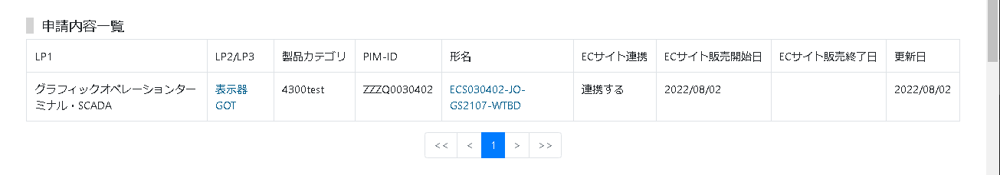 申請内容一覧
LP1 LP2/LP3 製品カテゴリ PIM-ID 形名 ECサイト連携 ECサイト販売開始日 ECサイト販売終了日 更新日
グラフィックオペレーションター 表示器 4300test ZZZQ0030402 ECS030402-JO- 連携する 2022/08/02 2022/08/02
ミナル・SCADA GOT GS2107-WTBD
<< < 1 > >>